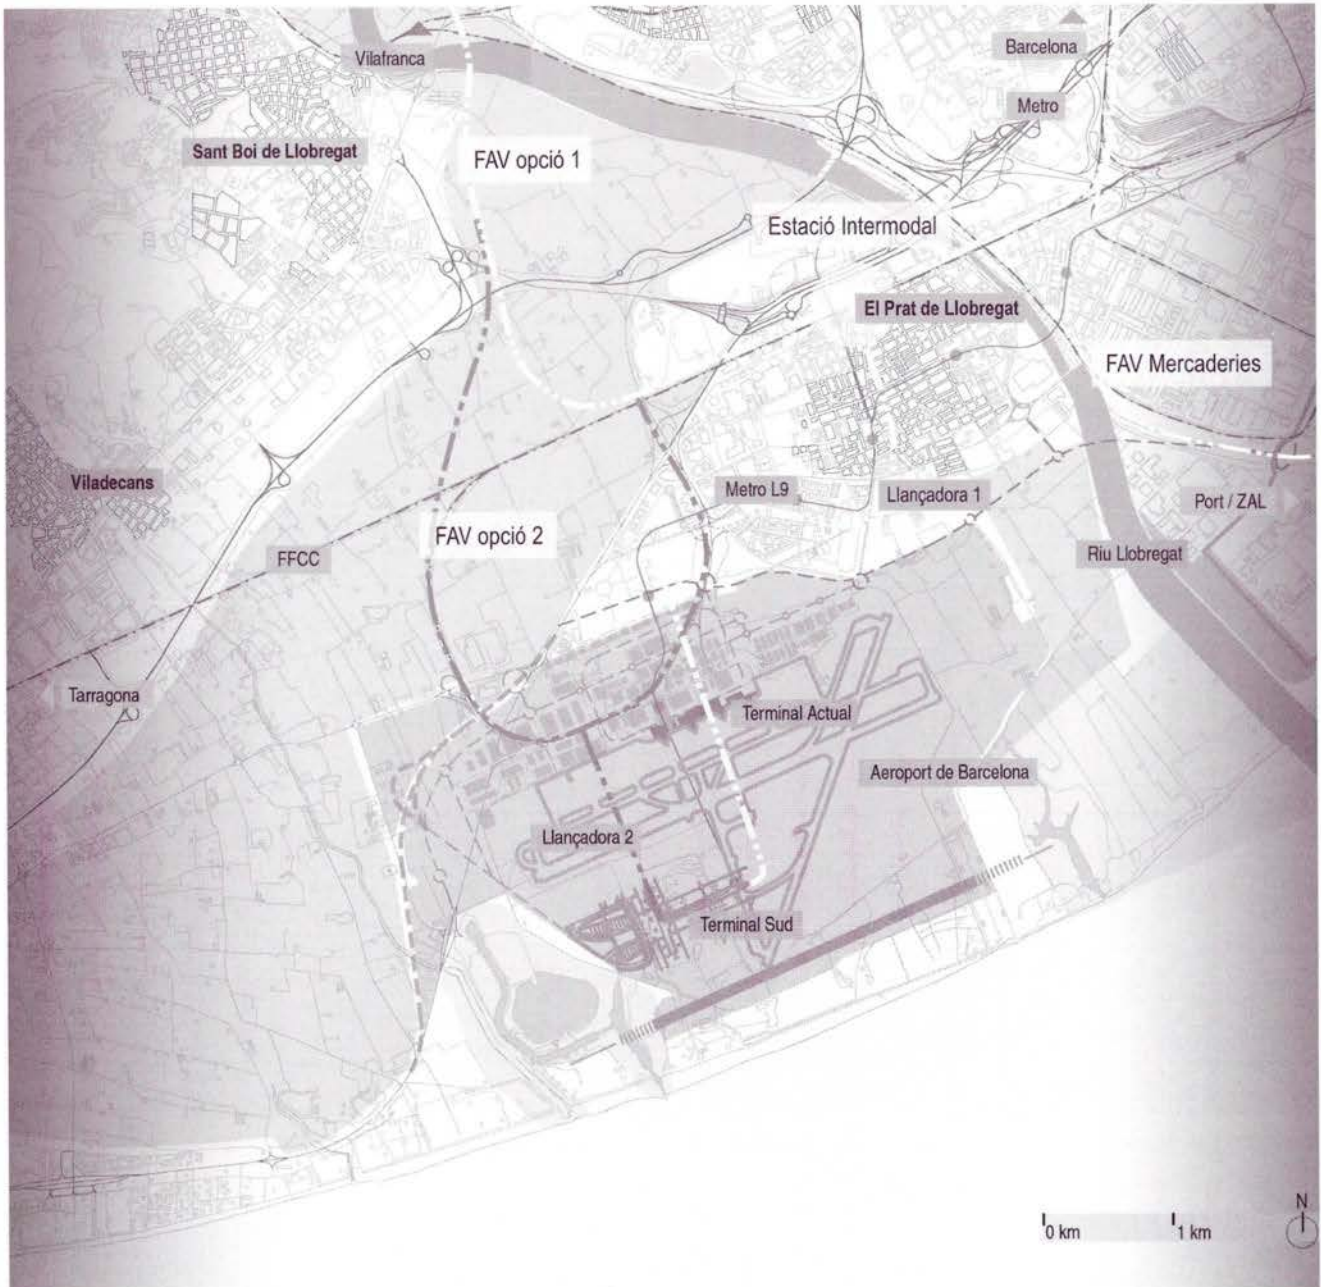 Vilafranca
Barcelona
Metro
Sant Boi de Llobregat
FAV opció 1
Estació Intermodal
El Prat de Llobregat
FAV Mercaderies
Viladecans
Metro L9
Llançadora 1
Port / ZAL
FAV opció 2
FFCC
Riu Llobregat
Tarragona
Terminal Actual
Aeroport de Barcelona
Llançadora 2
Terminal Sud
N
0 km
1 km